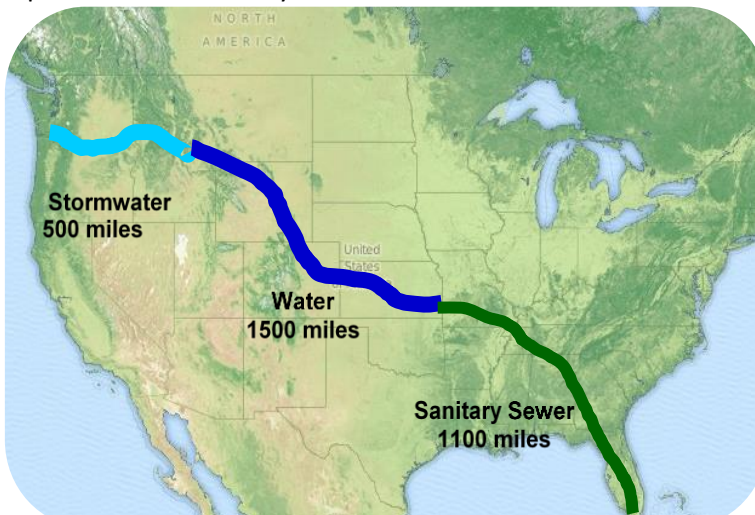 NORTH
AMERICA
Stormwater
500 miles
United
States
Water
1500 miles
Sanitary Sewer
1100 miles